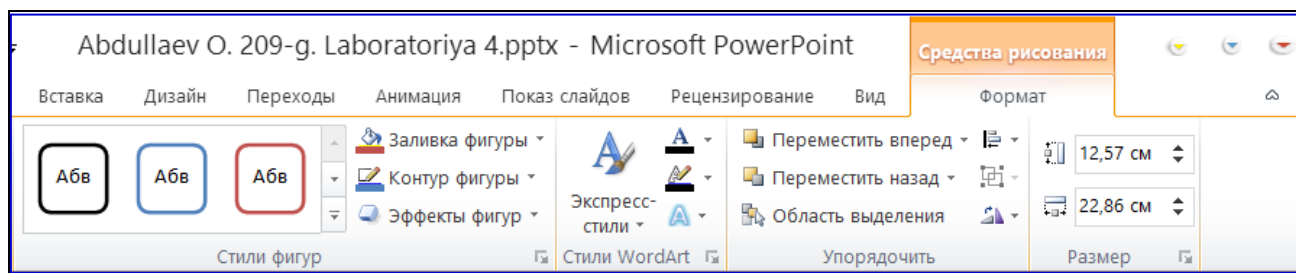 Abdullaev O. 209-g. Laboratoriya 4.pptx - Microsoft PowerPoint
Средства рисования
Вставка Дизайн Переходы Анимация Показ слайдов Рецензирование Вид Формат
Абв Абв Абв
Заливка фигуры
Контур фигуры
Эффекты фигур
Экспресс-
стили
A
A
Переместить вперед
Переместить назад
Область выделения
12,57 см
22,86 см
Стили фигур Стили WordArt Упорядочить Размер